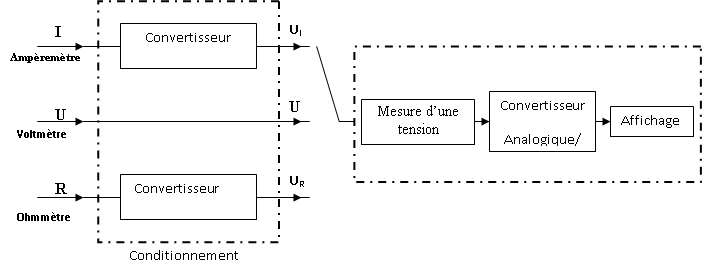 I
Ampèremètre
Convertisseur
UI
U
Voltmètre
U
R
Ohmmètre
Convertisseur
UR
Conditionnement
Mesure d’une
tension
Convertisseur
Analogique/
Affichage